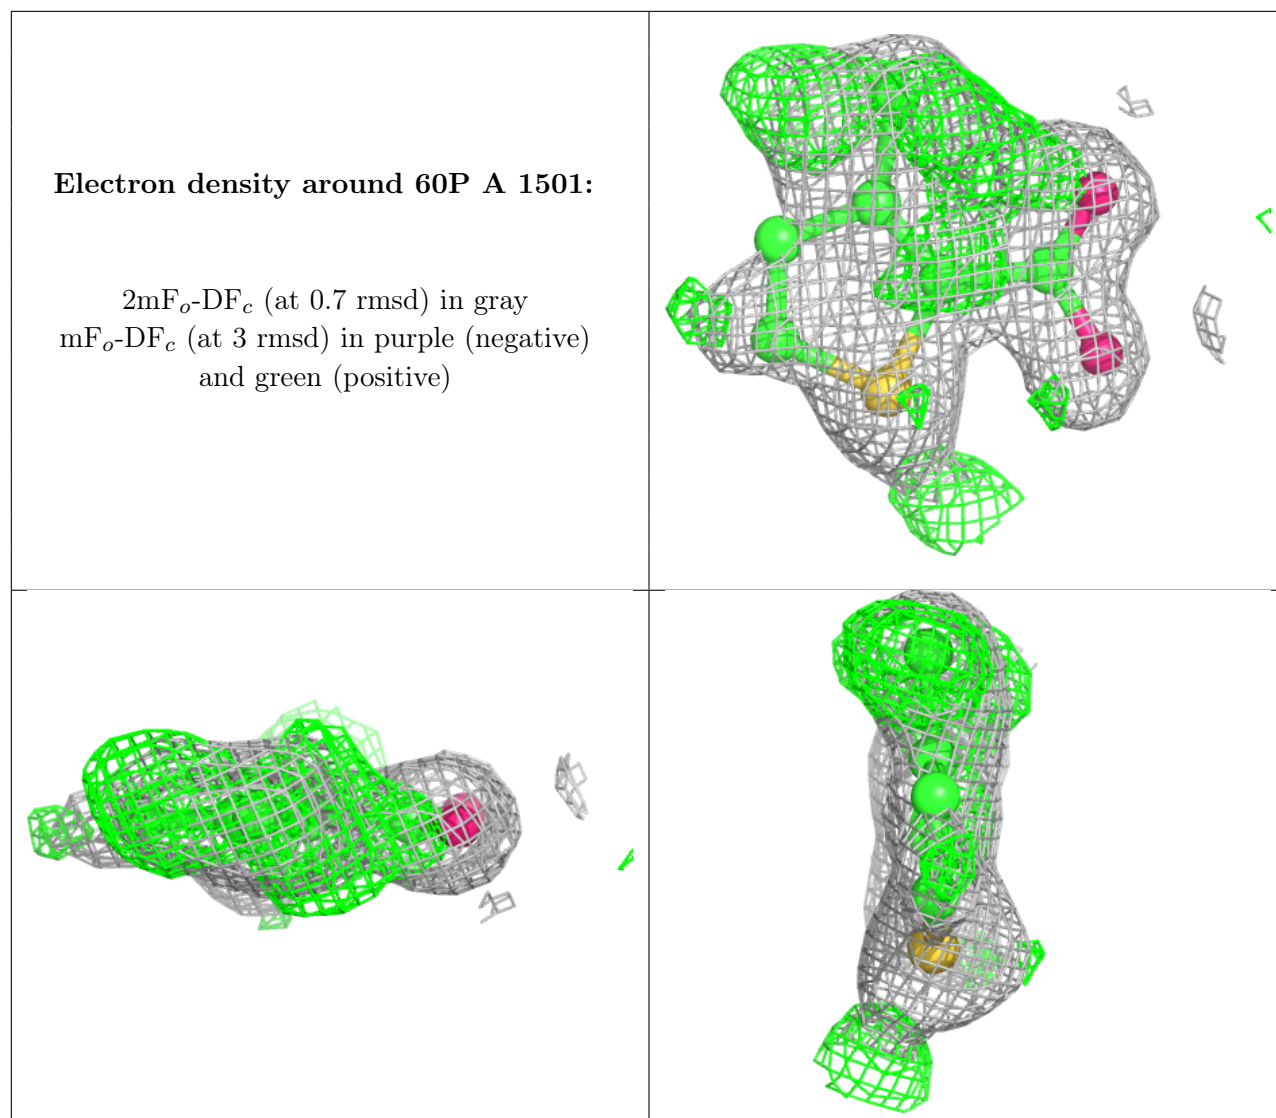 Electron density around 60P A 1501:
2mFₒ-DF𝒸 (at 0.7 rmsd) in gray
mFₒ-DF𝒸 (at 3 rmsd) in purple (negative)
and green (positive)